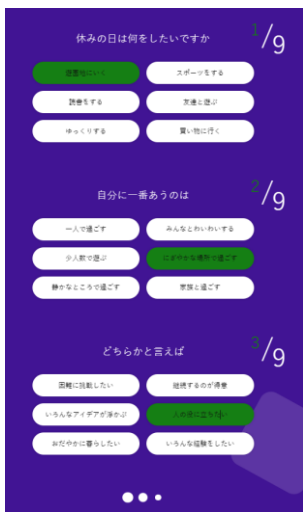 休みの日は何をしたいですか
1/9
遊園地にいく
スポーツをする
読書をする
友達と遊ぶ
ゆっくりする
買い物に行く
自分に一番あうのは
2/9
一人で過ごす
みんなとわいわいする
少人数で遊ぶ
にぎやかな場所で過ごす
静かなところで過ごす
家族と過ごす
どちらかと言えば
3/9
困難に挑戦したい
継続するのが得意
いろんなアイデアが浮かぶ
人の役に立ちたい
おだやかに暮らしたい
いろんな経験をしたい